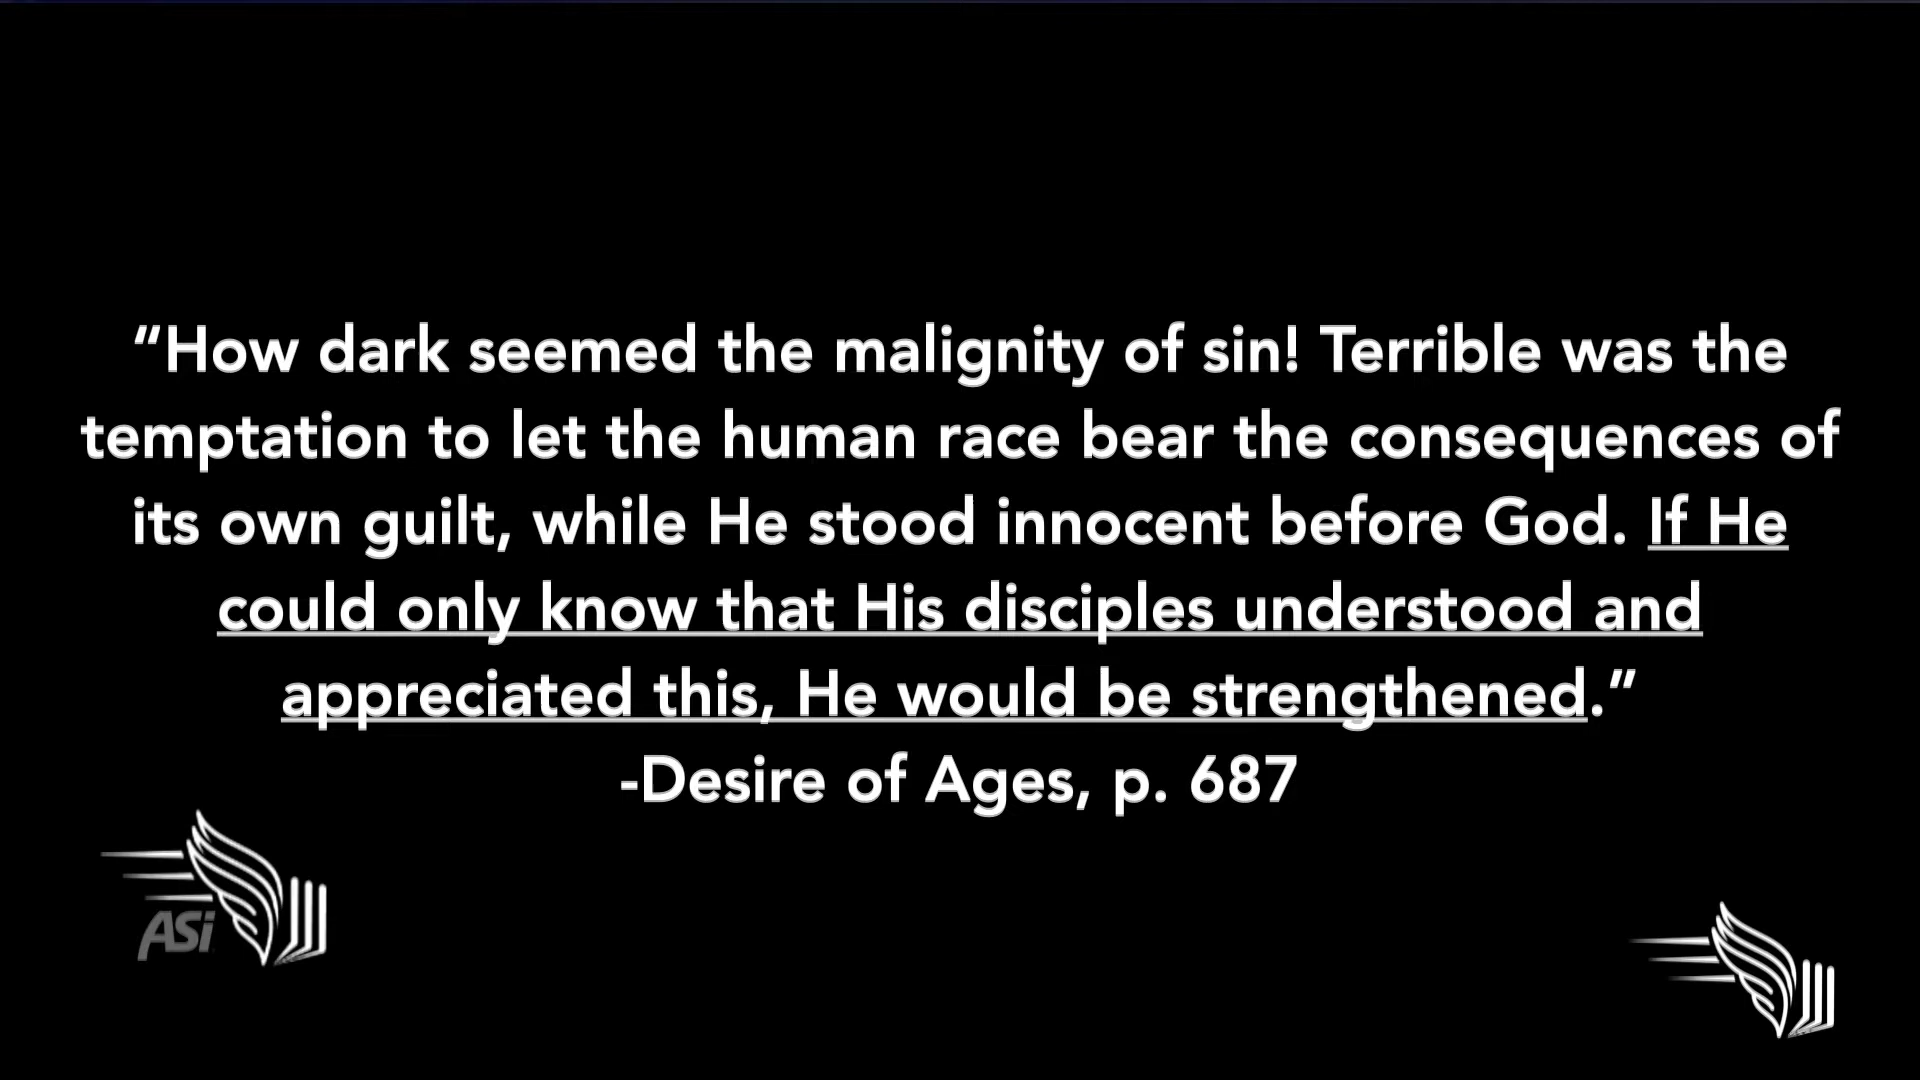 “How dark seemed the malignity of sin! Terrible was the
temptation to let the human race bear the consequences of
its own guilt, while He stood innocent before God. If He
could only know that His disciples understood and
appreciated this, He would be strengthened.”
-Desire of Ages, p. 687
ASi